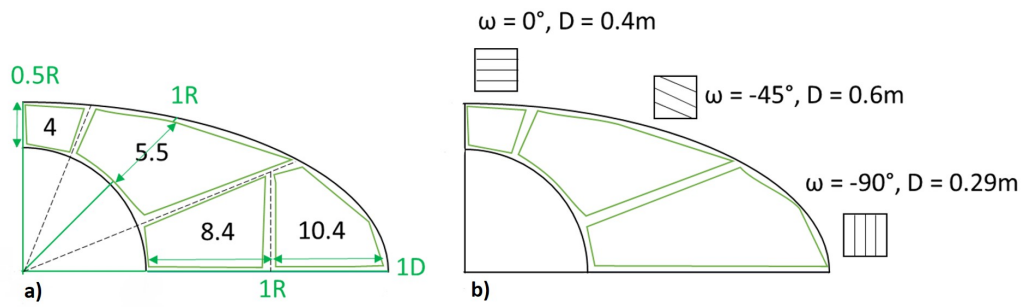 ω = 0°, D = 0.4m
0.5R
1R
4
5.5
ω = -45°, D = 0.6m
ω = -90°, D = 0.29m
8.4
10.4
1D
1R
a)
b)